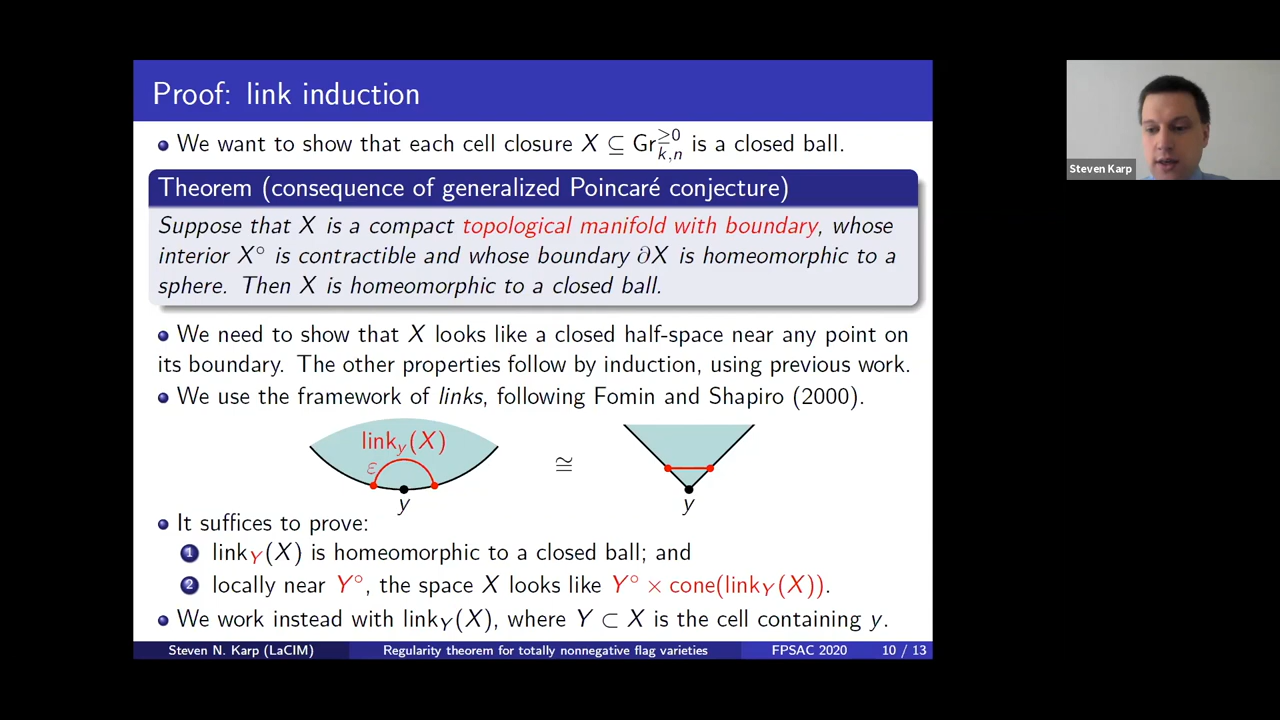 Proof: link induction
We want to show that each cell closure X ⊆ Gr^{≥0}_{k,n} is a closed ball.
Theorem (consequence of generalized Poincaré conjecture)
Suppose that X is a compact topological manifold with boundary, whose
interior X° is contractible and whose boundary ∂X is homeomorphic to a
sphere. Then X is homeomorphic to a closed ball.
We need to show that X looks like a closed half-space near any point on
its boundary. The other properties follow by induction, using previous work.
We use the framework of links, following Fomin and Shapiro (2000).
link_y(X)
ε
≅
y
y
It suffices to prove:
1 link_Y(X) is homeomorphic to a closed ball; and
2 locally near Y°, the space X looks like Y° × cone(link_Y(X)).
We work instead with link_Y(X), where Y ⊂ X is the cell containing y.
Steven N. Karp (LaCIM) Regularity theorem for totally nonnegative flag varieties FPSAC 2020 10 / 13
Steven Karp